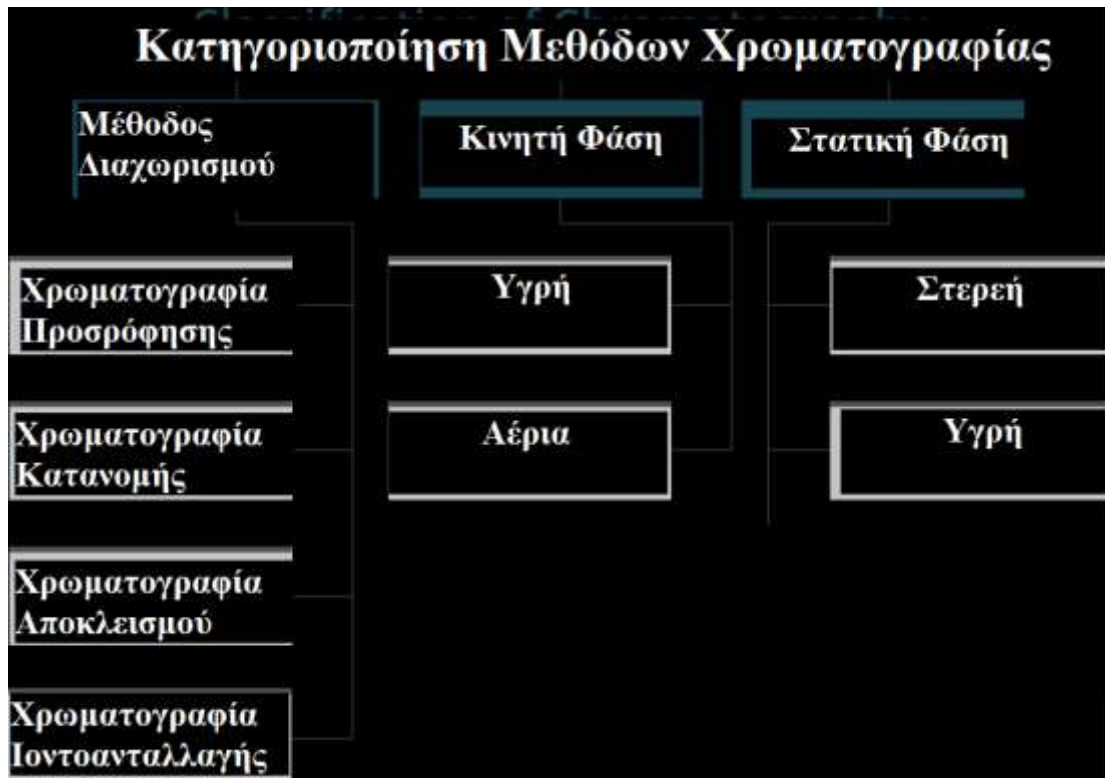 Κατηγοριοποίηση Μεθόδων Χρωματογραφίας
Μέθοδος
Διαχωρισμού
Κινητή Φάση
Στατική Φάση
Χρωματογραφία
Προσρόφησης
Υγρή
Στερεή
Χρωματογραφία
Κατανομής
Αέρια
Υγρή
Χρωματογραφία
Αποκλεισμού
Χρωματογραφία
Ιοντοανταλλαγής